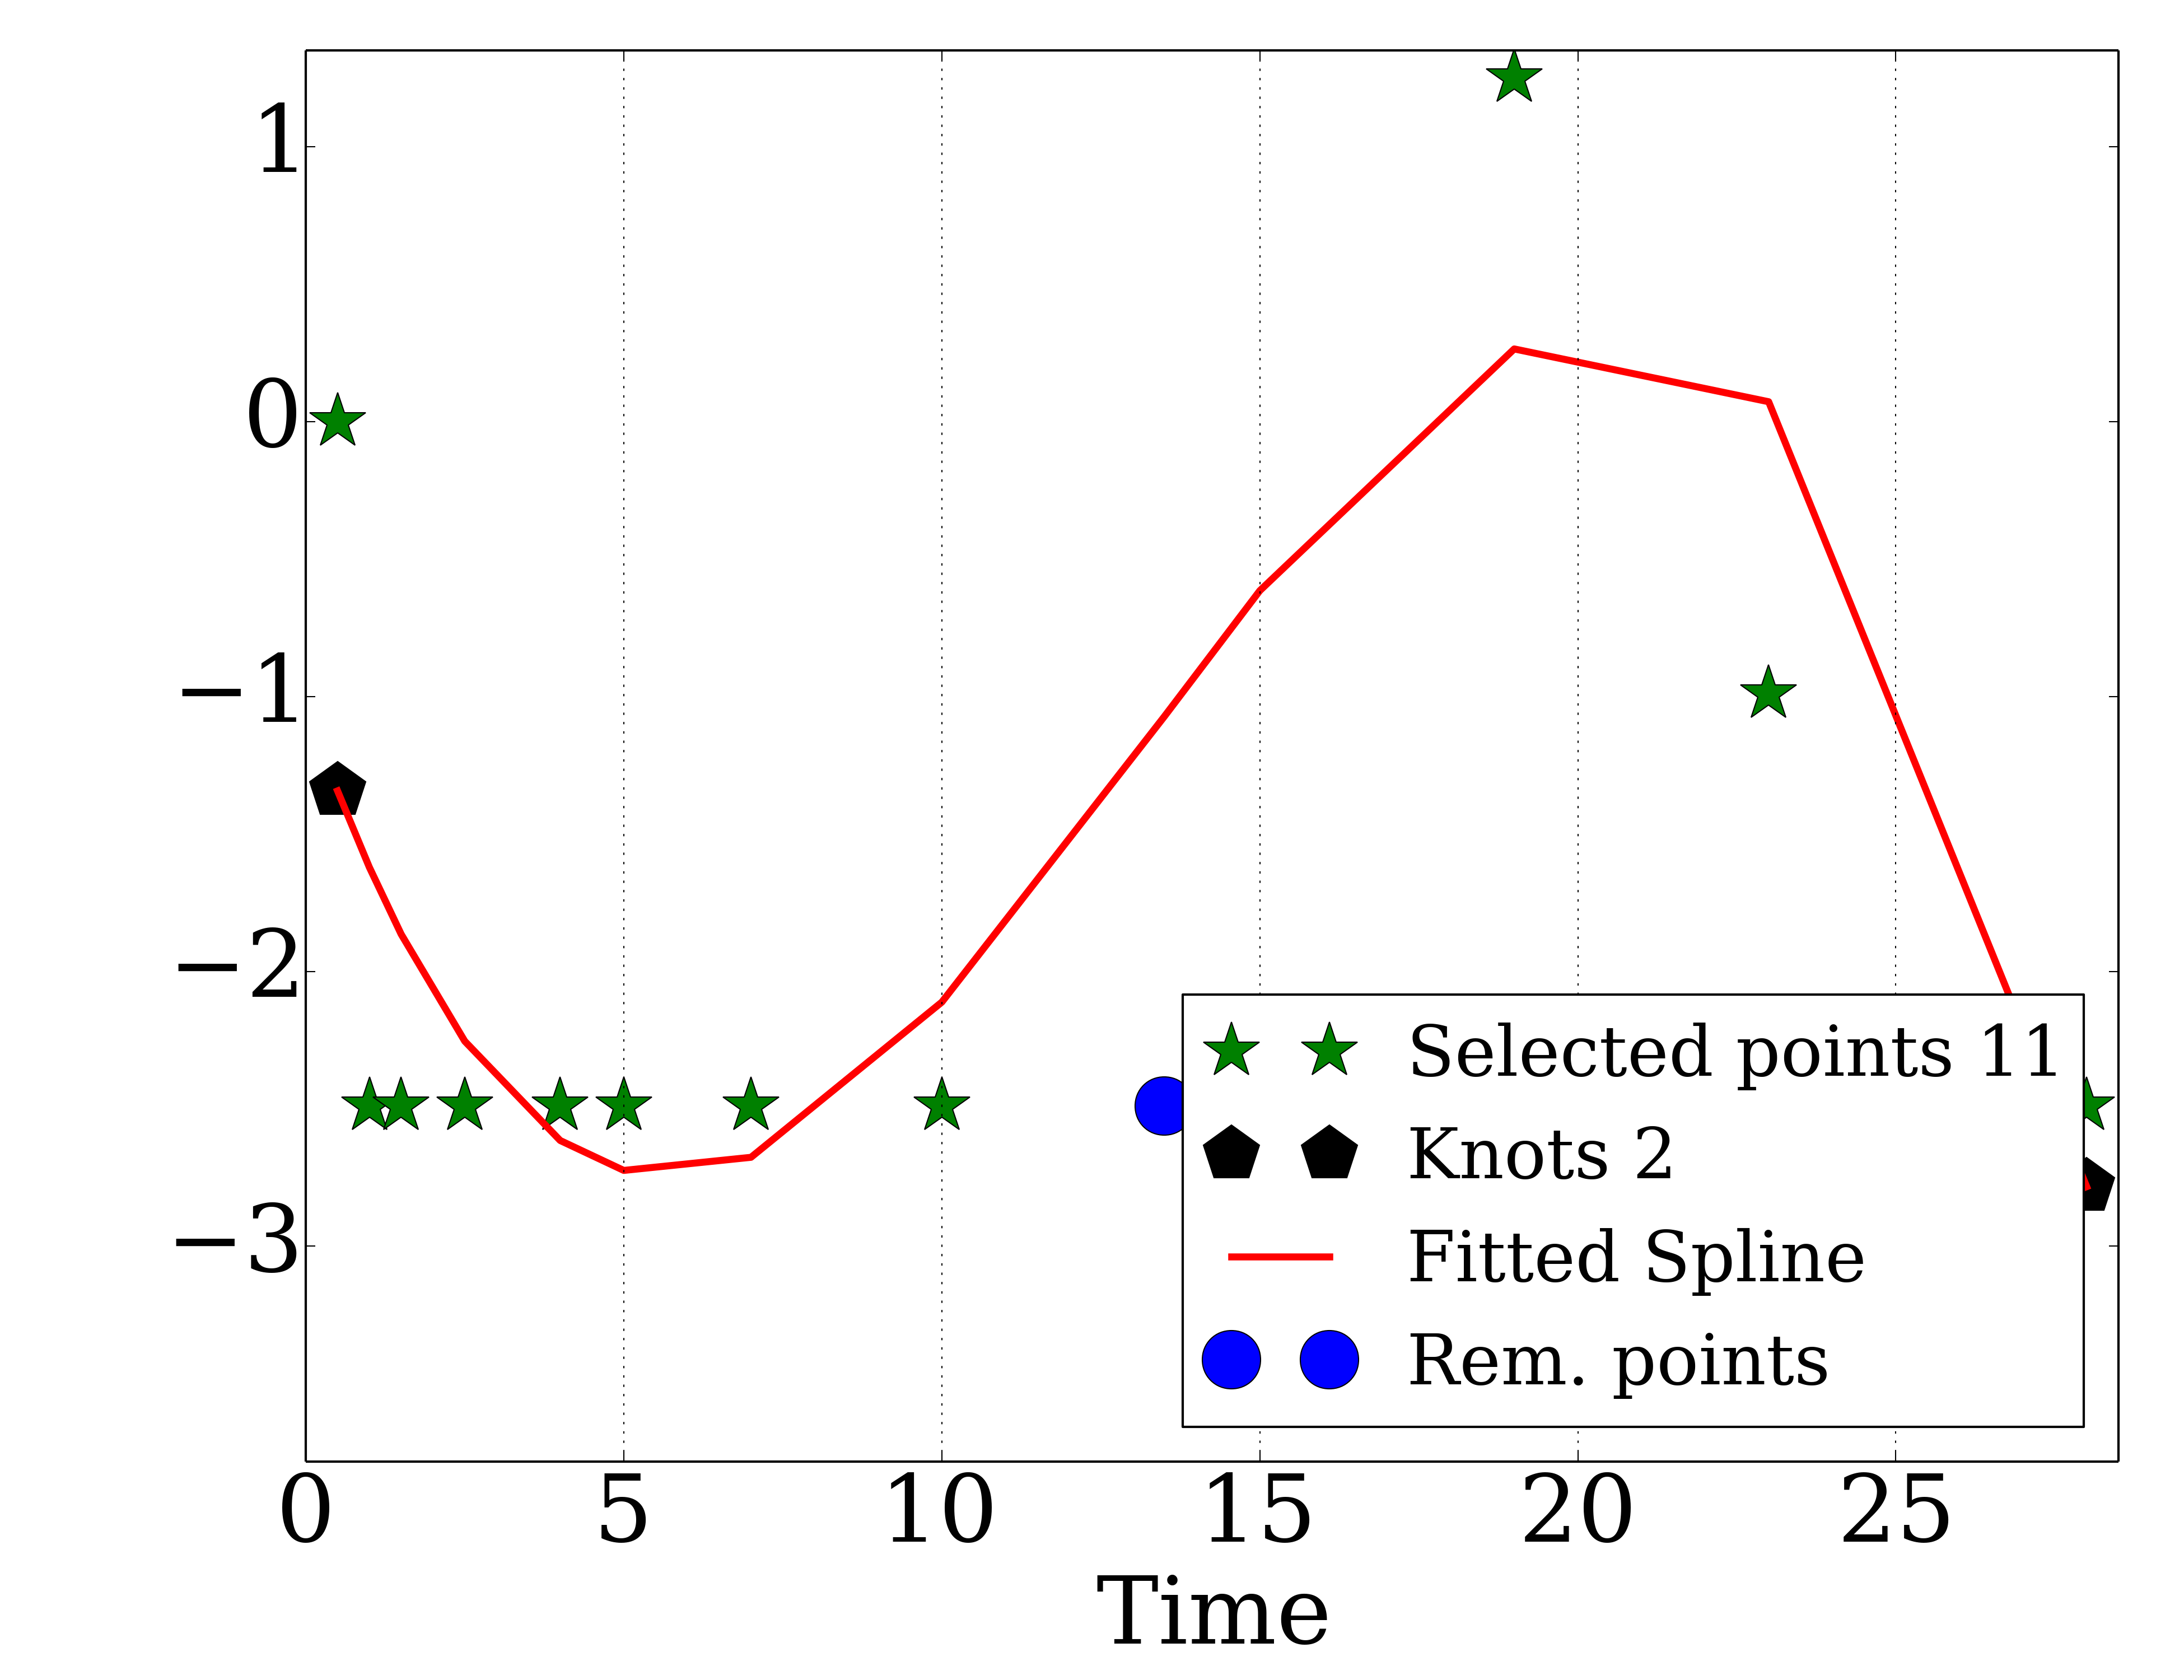 1
0
−1
−2
−3
Selected points 11
Knots 2
Fitted Spline
Rem. points
0 5 10 15 20 25
Time